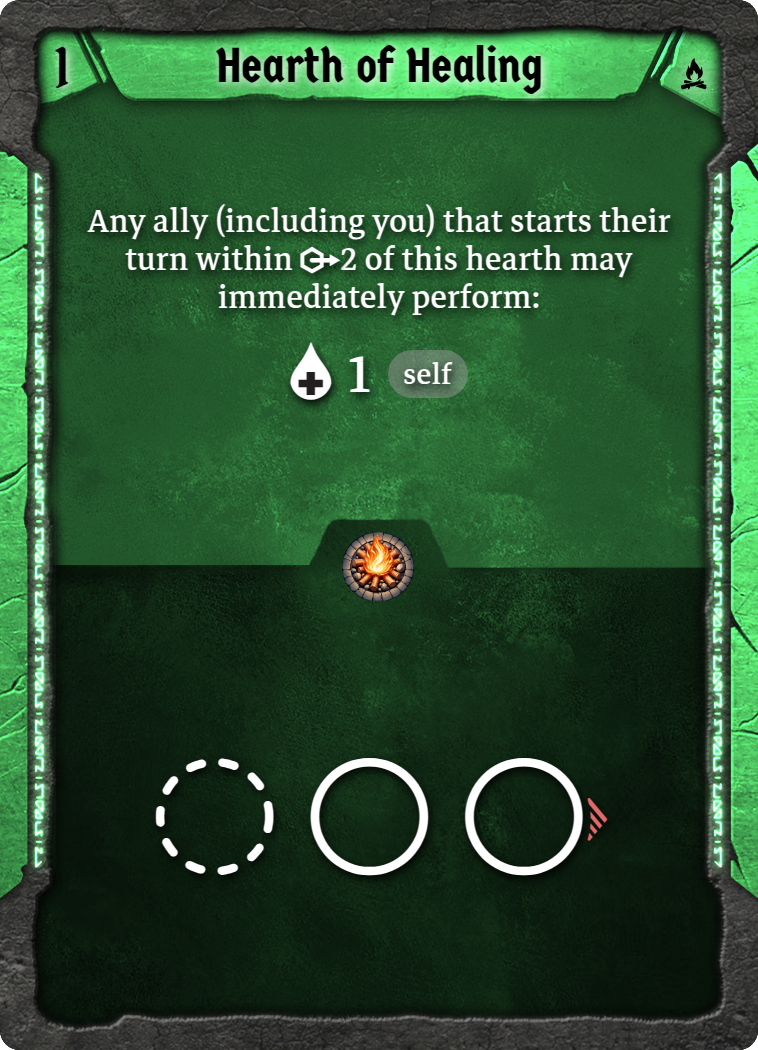 1
Hearth of Healing
Any ally (including you) that starts their
turn within 2 of this hearth may
immediately perform:
1 self